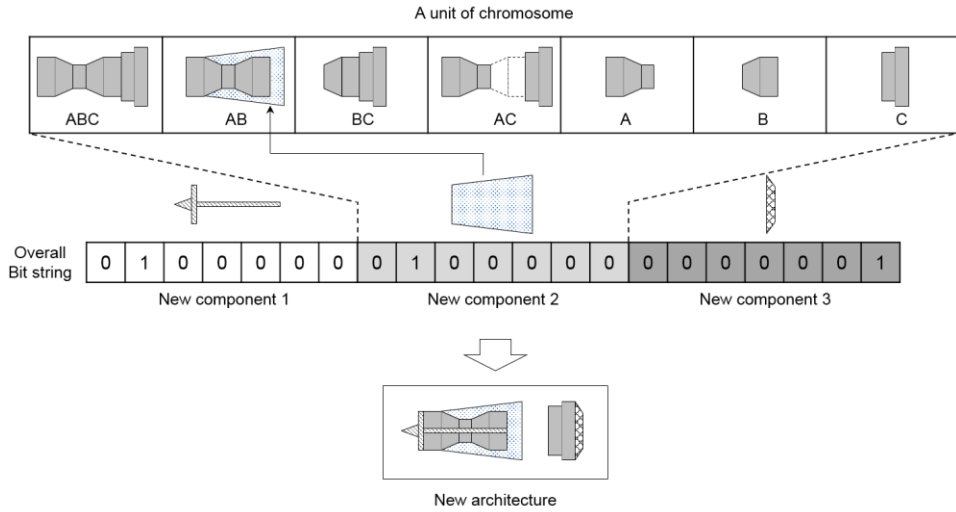 A unit of chromosome
ABC AB BC AC A B C
Overall
Bit string
0 1 0 0 0 0 0 0 1 0 0 0 0 0 0 0 0 0 0 0 1
New component 1 New component 2 New component 3
New architecture